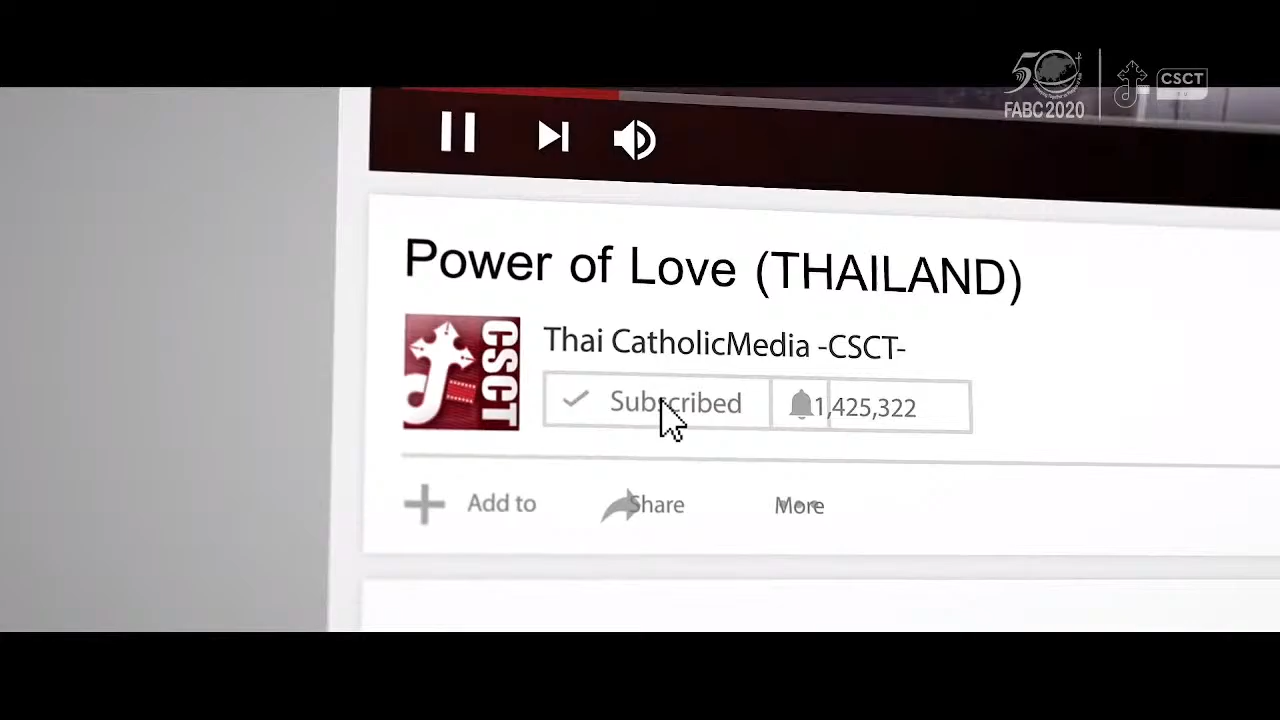 50
FABC 2020
CSCT
Power of Love (THAILAND)
CSCT
Thai CatholicMedia -CSCT-
Subscribed
1,425,322
Add to
Share
More